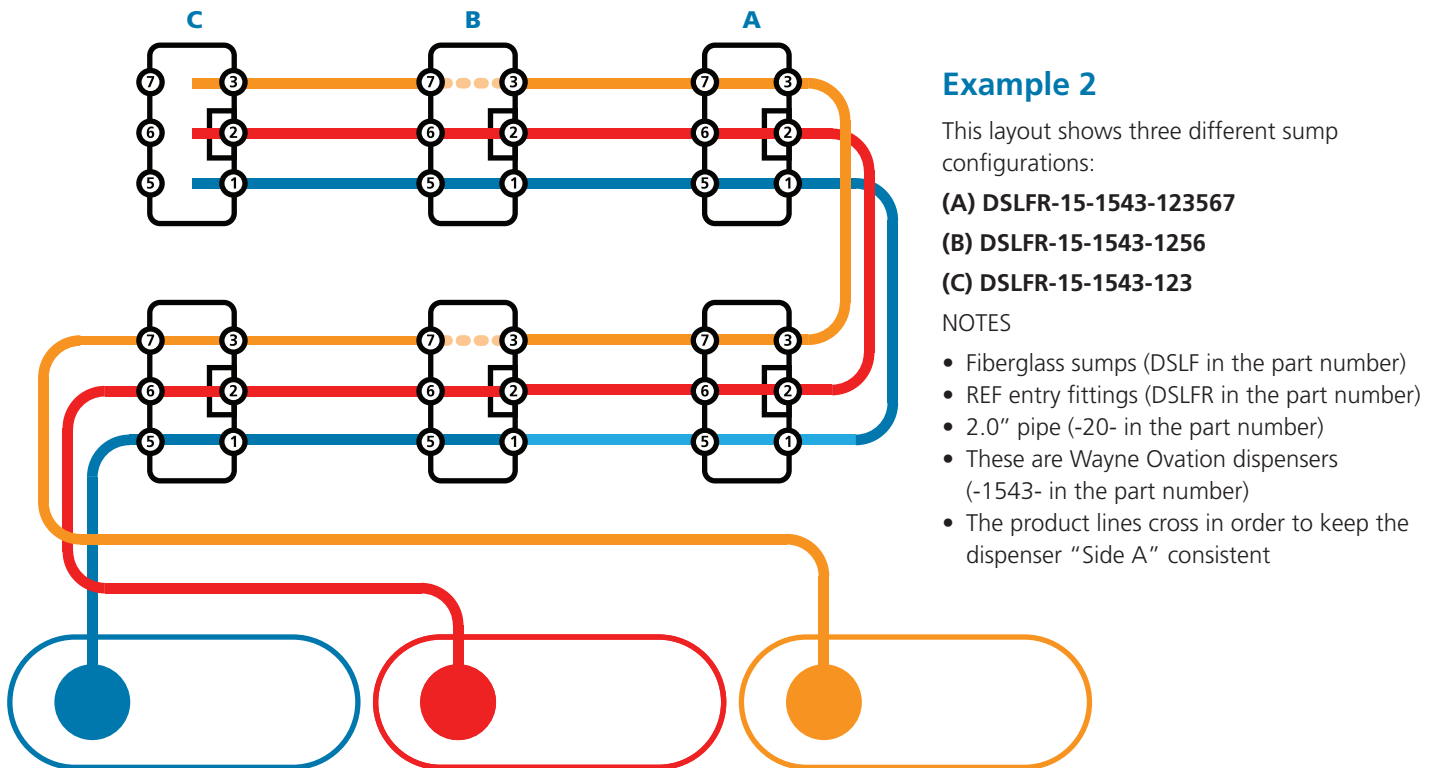 C B A
7 3 7 3 7 3
6 2 6 2 6 2
5 1 5 1 5 1
7 3 7 3 7 3
6 2 6 2 6 2
5 1 5 1 5 1
Example 2
This layout shows three different sump
configurations:
(A) DSLFR-15-1543-123567
(B) DSLFR-15-1543-1256
(C) DSLFR-15-1543-123
NOTES
• Fiberglass sumps (DSLF in the part number)
• REF entry fittings (DSLFR in the part number)
• 2.0” pipe (-20- in the part number)
• These are Wayne Ovation dispensers
(-1543- in the part number)
• The product lines cross in order to keep the
dispenser “Side A” consistent